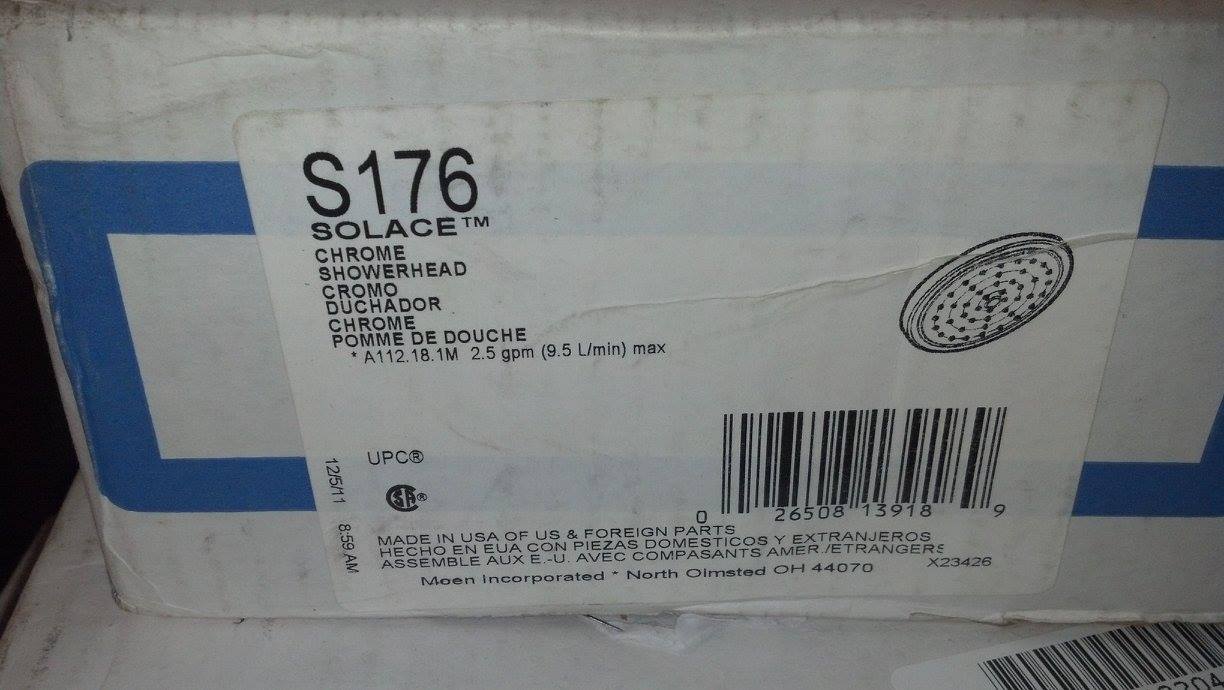 S176
SOLACE™
CHROME
SHOWERHEAD
CROMO
DUCHADOR
CHROME
POMME DE DOUCHE
* A112.18.1M 2.5 gpm (9.5 L/min) max
UPC®
CSA®
12/5/11 8:59 AM
0 26508 13918 9
MADE IN USA OF US & FOREIGN PARTS
HECHO EN EUA CON PIEZAS DOMESTICOS Y EXTRANJEROS
ASSEMBLE AUX E.-U. AVEC COMPASANTS AMER./ETRANGERS
X23426
Moen Incorporated * North Olmsted OH 44070